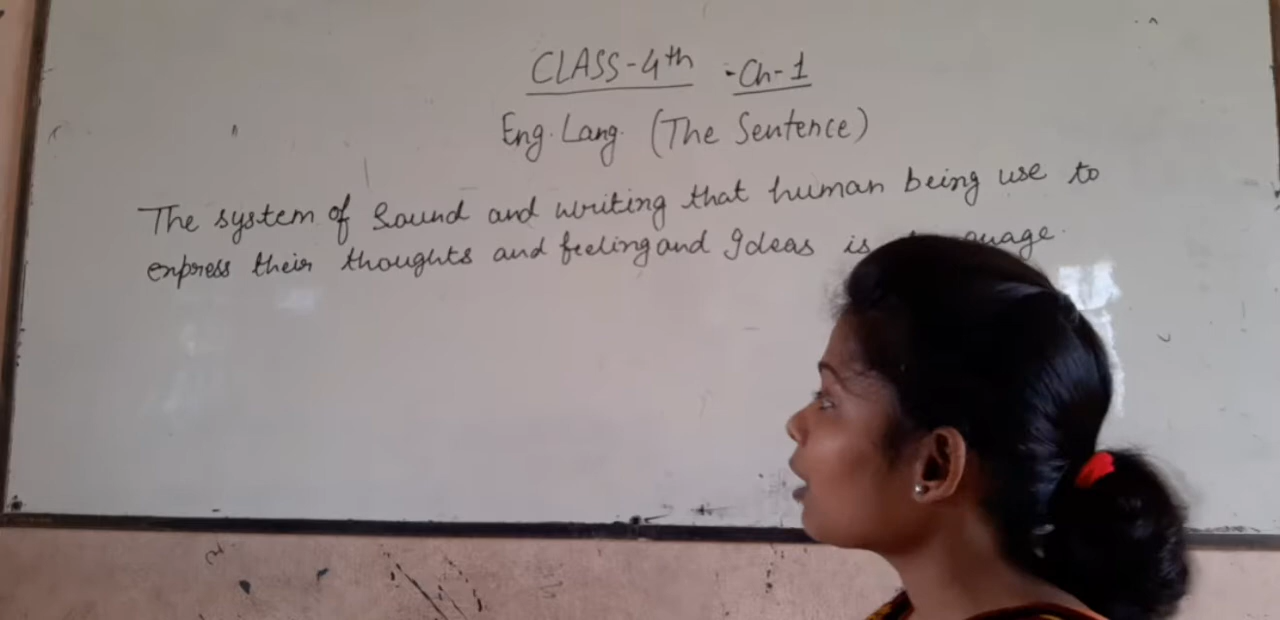 CLASS-4th -Ch-1
Eng. Lang. (The Sentence)
The system of Sound and writing that human being use to
express their thoughts and feeling and Ideas is